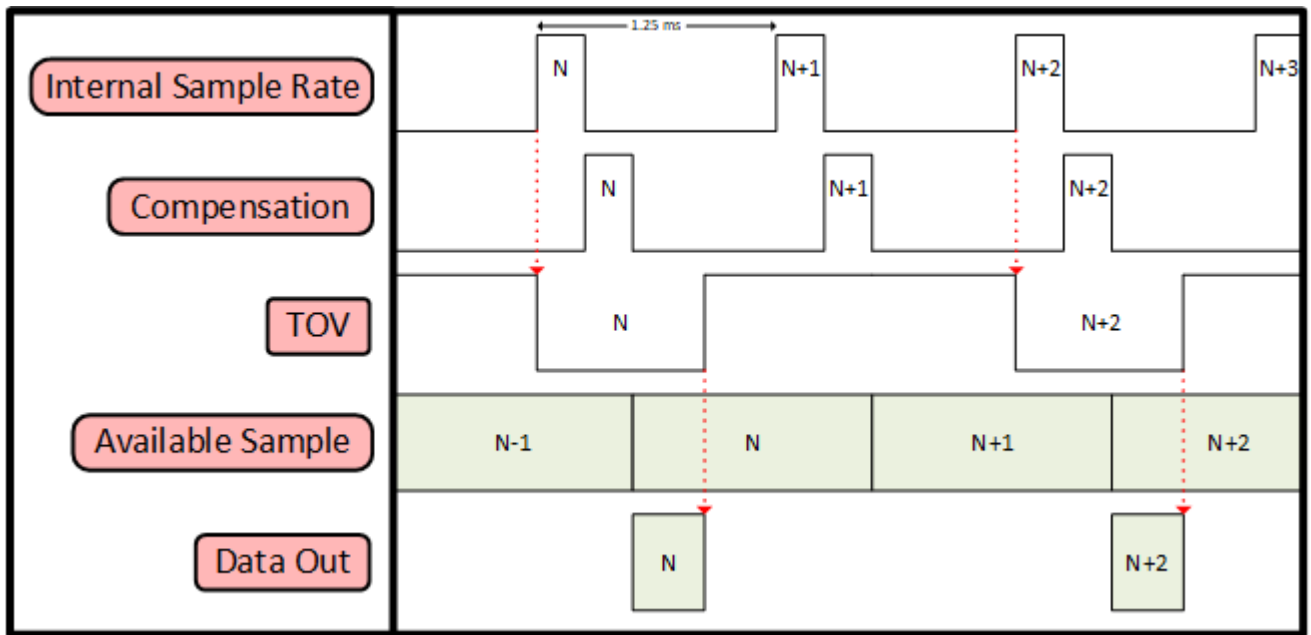 1.25 ms
Internal Sample Rate
N
N+1
N+2
N+3
Compensation
N
N+1
N+2
TOV
N
N+2
Available Sample
N-1
N
N+1
N+2
Data Out
N
N+2